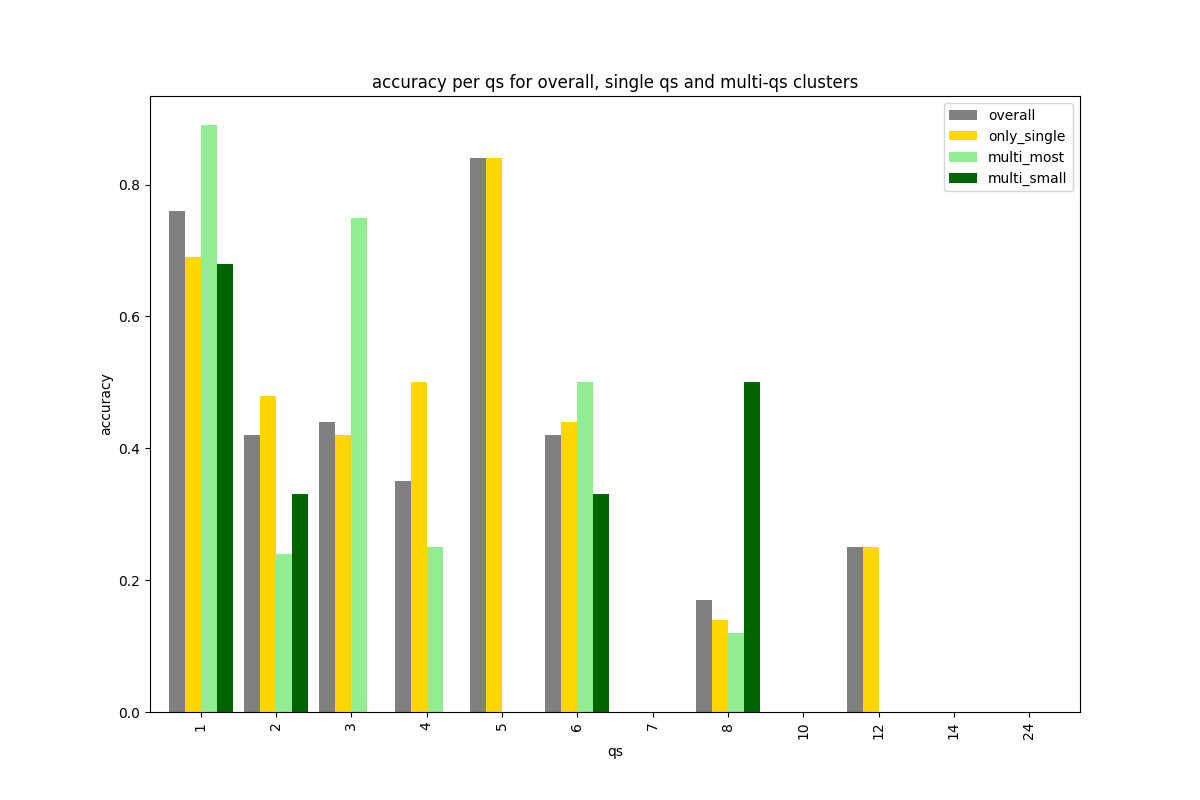 accuracy per qs for overall, single qs and multi-qs clusters
overall
only_single
multi_most
multi_small
accuracy
0.8
0.6
0.4
0.2
0.0
1 2 3 4 5 6 7 8 10 12 14 24
qs